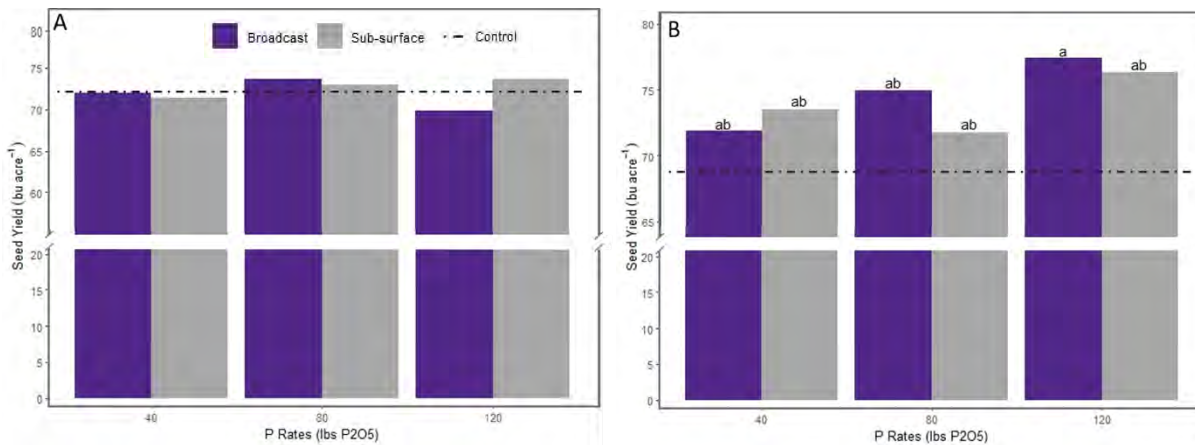 A
Broadcast Sub-surface Control
80
75
70
65
60
20
15
10
5
0
Seed Yield (bu acre⁻¹)
40 80 120
P Rates (lbs P2O5)
B
80
75
70
65
20
15
10
5
0
Seed Yield (bu acre⁻¹)
ab ab ab ab a ab
40 80 120
P Rates (lbs P2O5)